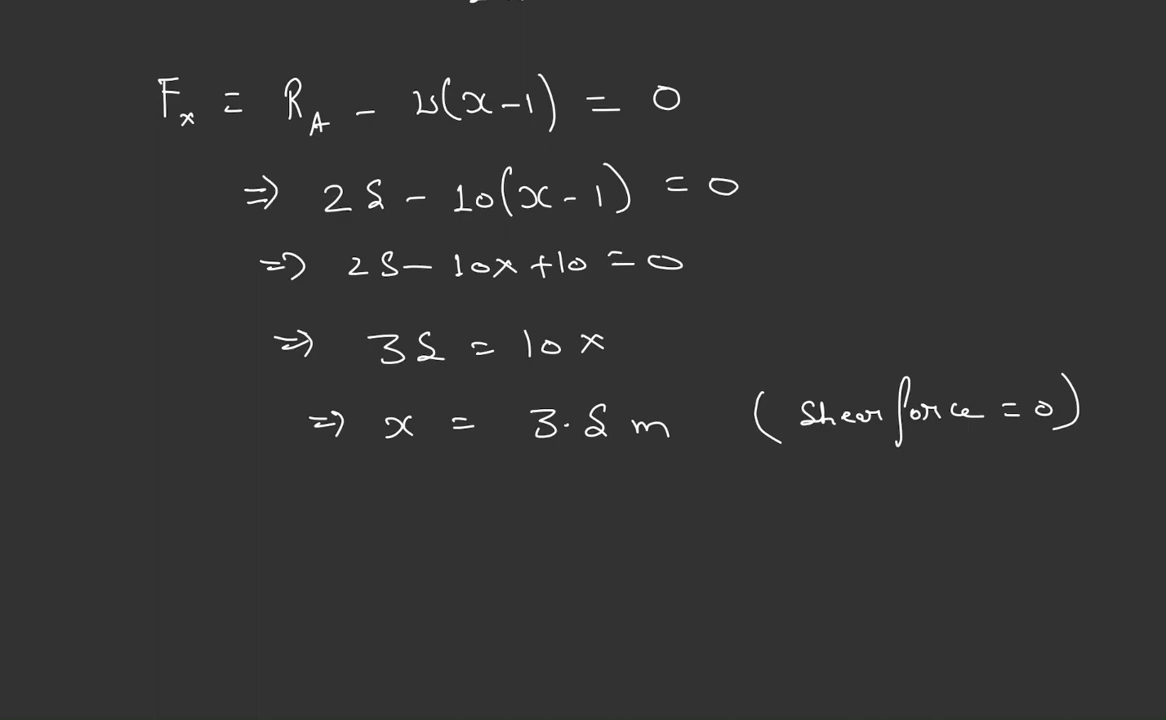 Fx = RA - w(x-1) = 0
=> 25 - 10(x-1) = 0
=> 25 - 10x + 10 = 0
=> 35 = 10x
=> x = 3.5 m (Shear force = 0)